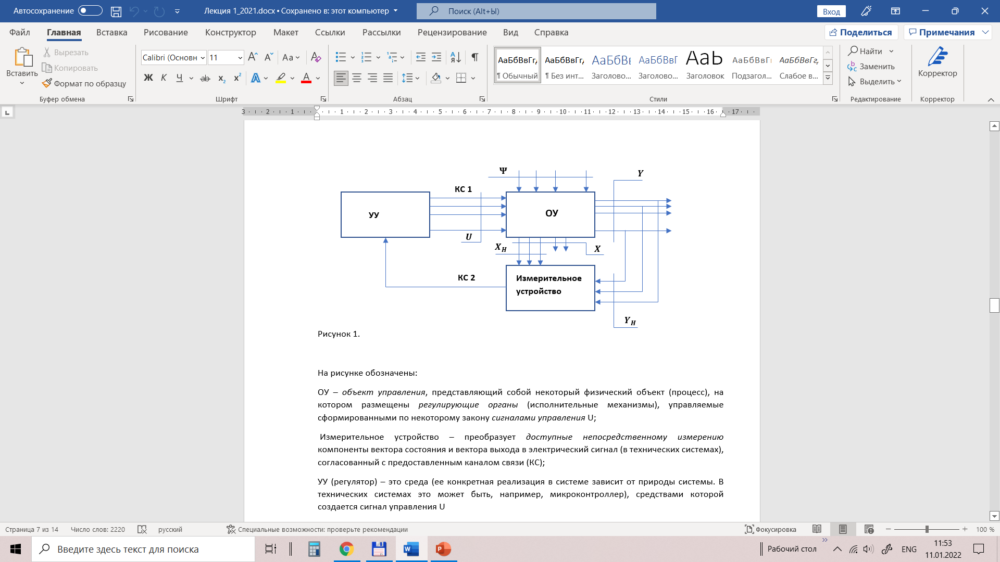 Автосохранение
Лекция 1_2021.docx • Сохранено в: этот компьютер
Поиск (Alt+Ы)
Вход
Файл Главная Вставка Рисование Конструктор Макет Ссылки Рассылки Рецензирование Вид Справка
Поделиться
Примечания
Вставить
Вырезать
Копировать
Формат по образцу
Буфер обмена
Calibri (Основн 11
Ж К Ч ab x₂ x²
Шрифт
Абзац
АаБбВвГг, АаБбВвГг, АаБбВв АаБбВвГ АаЬ АаБбВвГг АаБбВвГг,
¶ Обычный ¶ Без инт... Заголово... Заголово... Заголовок Подзагол... Слабое в...
Стили
Найти
Заменить
Выделить
Редактирование
Корректор
Корректор
3 2 1 1 2 3 4 5 6 7 8 9 10 11 12 13 14 15 16 17
Ψ
Y
КС 1
УУ
ОУ
U
X_H
X
КС 2
Измерительное
устройство
Y_H
Рисунок 1.
На рисунке обозначены:
ОУ – объект управления, представляющий собой некоторый физический объект (процесс), на
котором размещены регулирующие органы (исполнительные механизмы), управляемые
сформированными по некоторому закону сигналами управления U;
Измерительное устройство – преобразует доступные непосредственному измерению
компоненты вектора состояния и вектора выхода в электрический сигнал (в технических системах),
согласованный с предоставленным каналом связи (КС);
УУ (регулятор) – это среда (ее конкретная реализация в системе зависит от природы системы. В
технических системах это может быть, например, микроконтроллер), средствами которой
создается сигнал управления U
Страница 7 из 14 Число слов: 2220 русский Специальные возможности: проверьте рекомендации Фокусировка 100 %
Введите здесь текст для поиска
Рабочий стол
ENG
11:53
11.01.2022